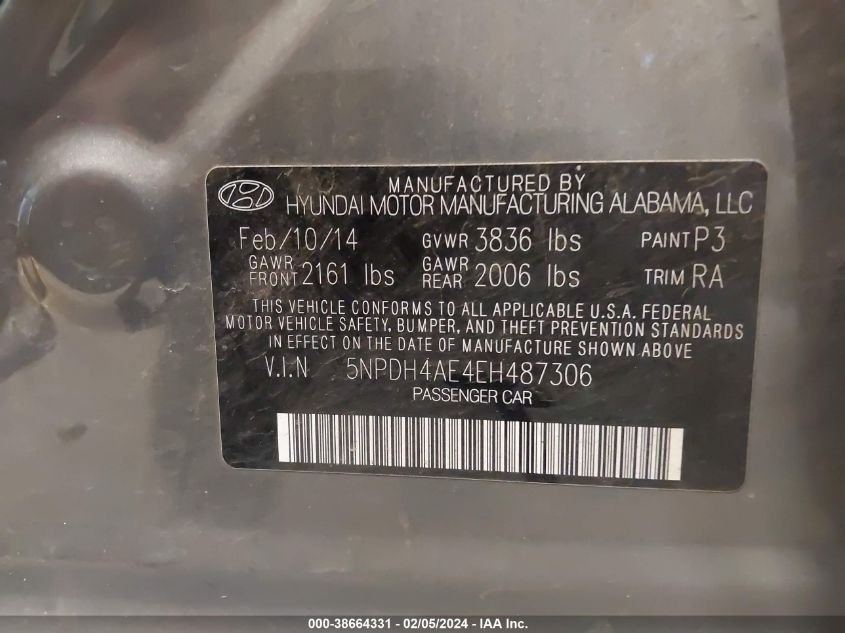 MANUFACTURED BY
HYUNDAI MOTOR MANUFACTURING ALABAMA, LLC
Feb/10/14 GVWR 3836 lbs PAINT P3
GAWR FRONT 2161 lbs GAWR REAR 2006 lbs TRIM RA
THIS VEHICLE CONFORMS TO ALL APPLICABLE U.S.A. FEDERAL
MOTOR VEHICLE SAFETY, BUMPER, AND THEFT PREVENTION STANDARDS
IN EFFECT ON THE DATE OF MANUFACTURE SHOWN ABOVE
V.I.N 5NPDH4AE4EH487306
PASSENGER CAR
000-38664331 - 02/05/2024 - IAA Inc.